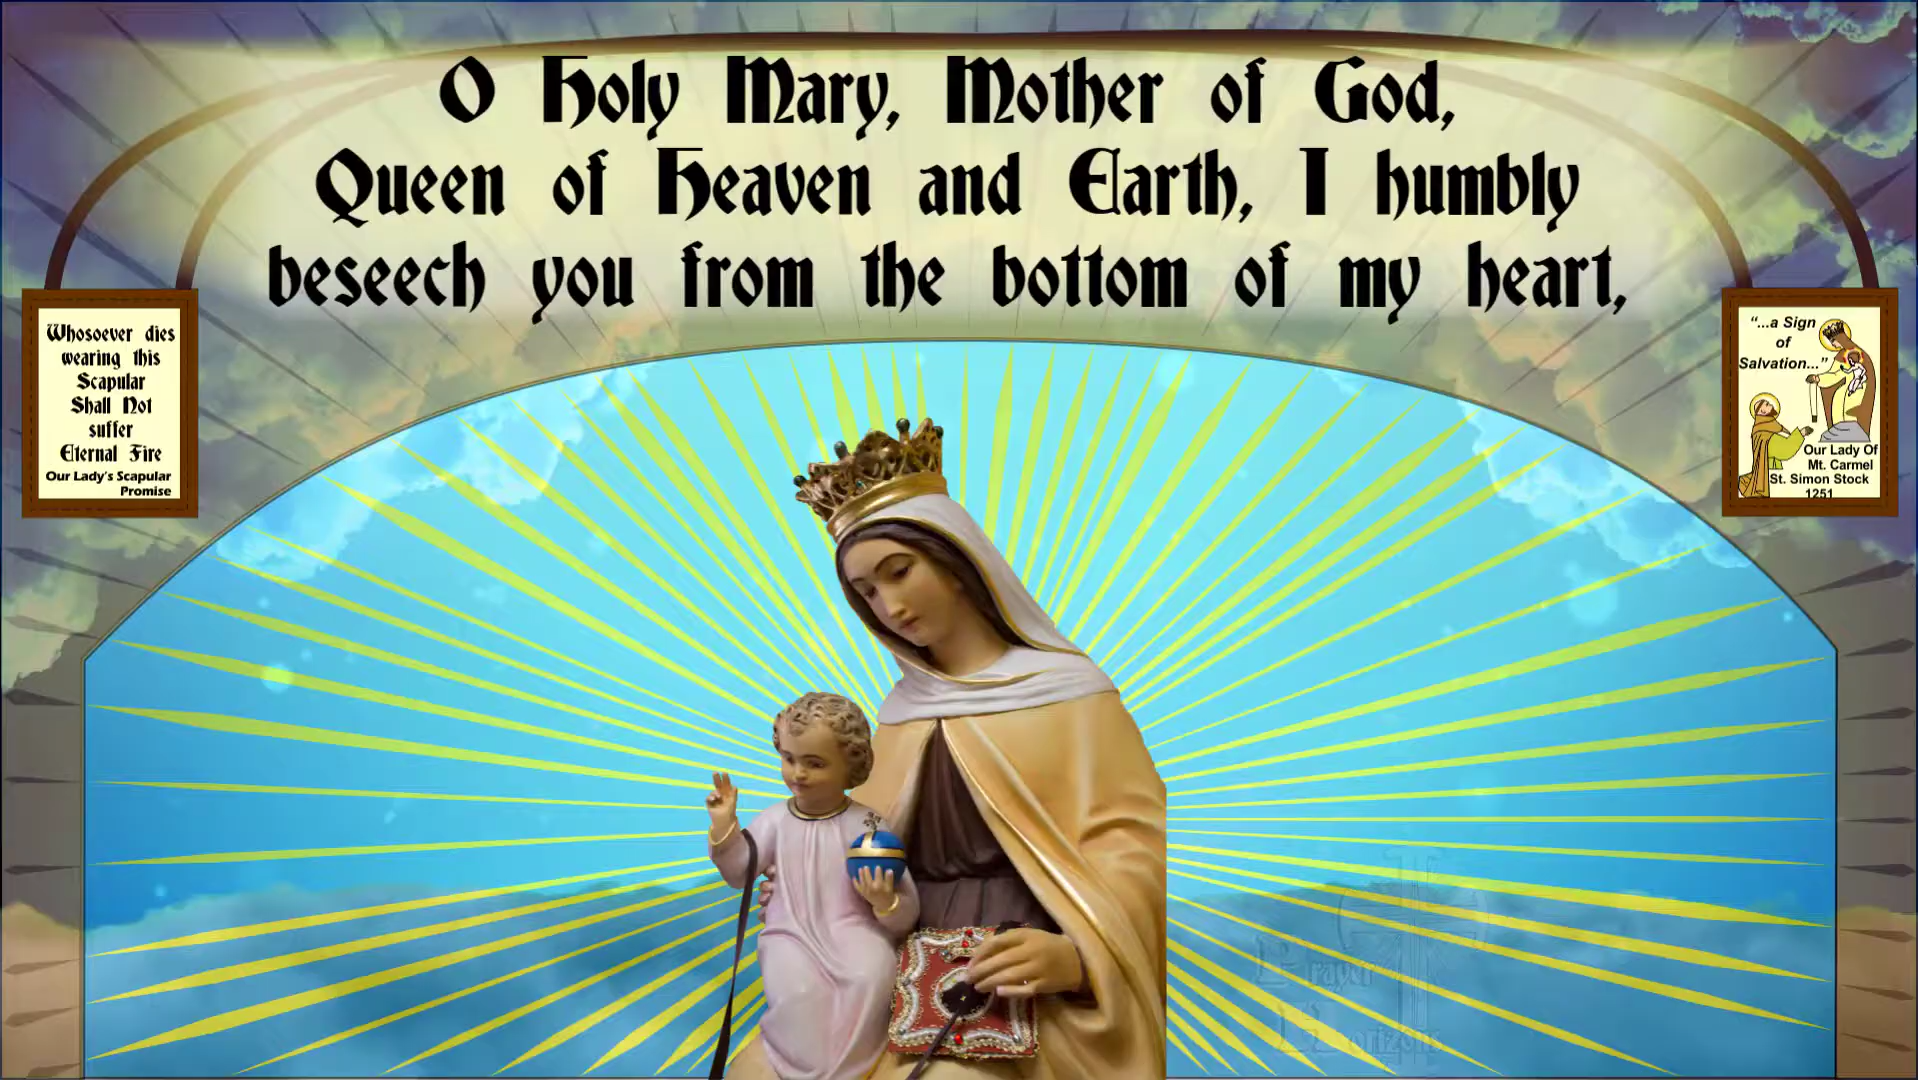 O Holy Mary, Mother of God,
Queen of Heaven and Earth, I humbly
beseech you from the bottom of my heart,
Whosoever dies
wearing this
Scapular
Shall Not
suffer
Eternal Fire
Our Lady's Scapular
Promise
“...a Sign
of
Salvation...”
Our Lady Of
Mt. Carmel
St. Simon Stock
1251
Prayer
Horizons